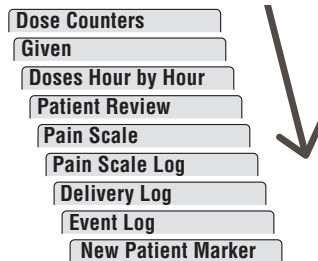 Dose Counters
Given
Doses Hour by Hour
Patient Review
Pain Scale
Pain Scale Log
Delivery Log
Event Log
New Patient Marker